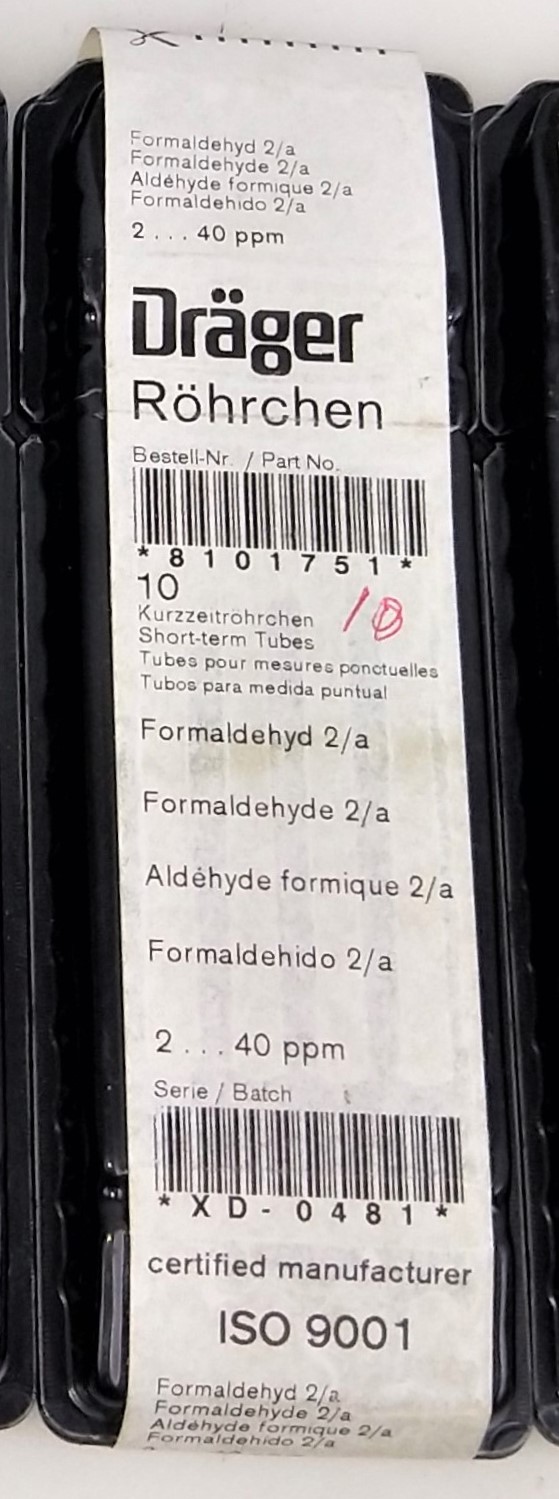 Formaldehyd 2/a
Formaldehyde 2/a
Aldéhyde formique 2/a
Formaldehido 2/a
2 . . . 40 ppm
Dräger
Röhrchen
Bestell-Nr. / Part No.
* 8 1 0 1 7 5 1 *
10
10
Kurzzeitröhrchen
Short-term Tubes
Tubes pour mesures ponctuelles
Tubos para medida puntual
Formaldehyd 2/a
Formaldehyde 2/a
Aldéhyde formique 2/a
Formaldehido 2/a
2 . . . 40 ppm
Serie / Batch
* X D - 0 4 8 1 *
certified manufacturer
ISO 9001
Formaldehyd 2/a
Formaldehyde 2/a
Aldéhyde formique 2/a
Formaldehido 2/a